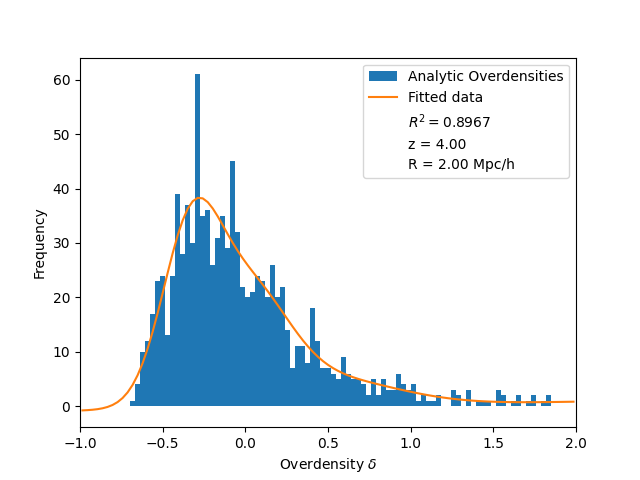 Analytic Overdensities
Fitted data
R² = 0.8967
z = 4.00
R = 2.00 Mpc/h
Frequency
60
50
40
30
20
10
0
−1.0 −0.5 0.0 0.5 1.0 1.5 2.0
Overdensity δ